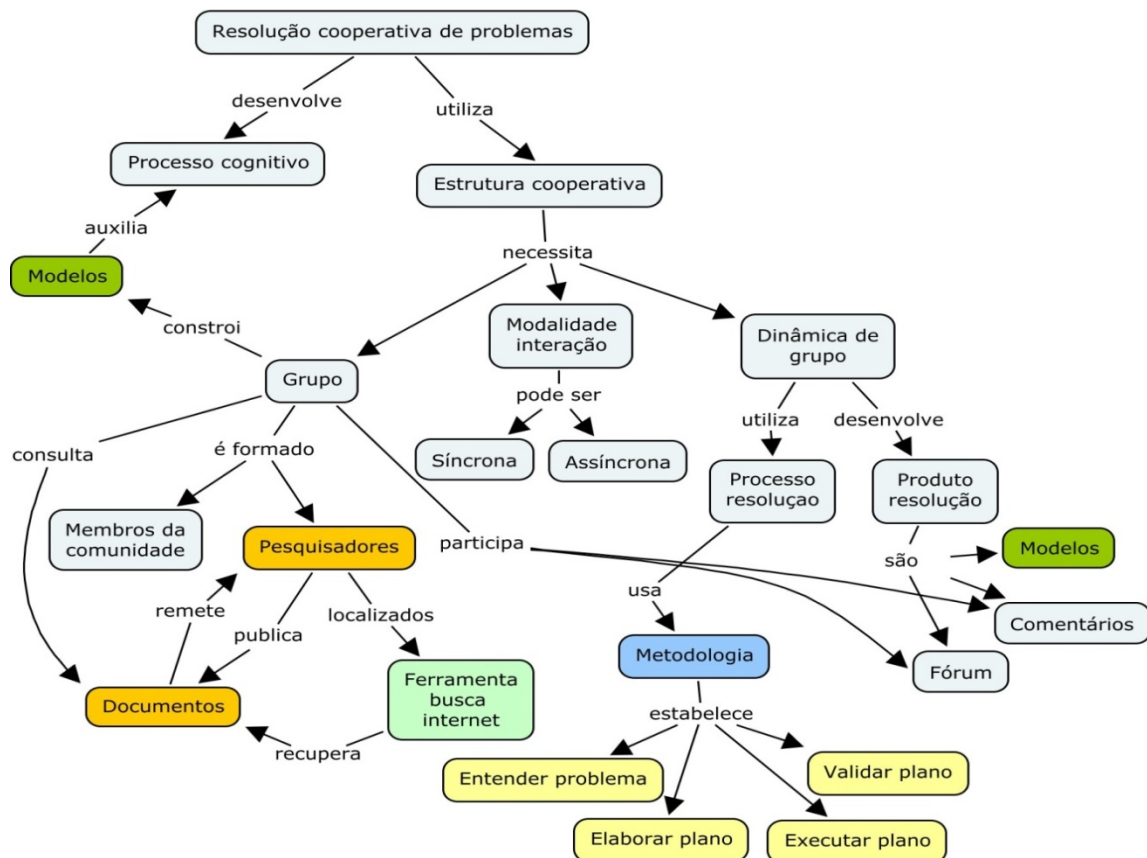 Resolução cooperativa de problemas
desenvolve
utiliza
Processo cognitivo
Estrutura cooperativa
auxilia
necessita
Modelos
constroi
Modalidade
interação
Dinâmica de
grupo
Grupo
pode ser
utiliza
desenvolve
consulta
é formado
Síncrona
Assíncrona
Processo
resoluçao
Produto
resolução
Membros da
comunidade
Pesquisadores
participa
são
Modelos
remete
publica
localizados
usa
Comentários
Metodologia
Fórum
Documentos
Ferramenta
busca
internet
recupera
estabelece
Entender problema
Validar plano
Elaborar plano
Executar plano